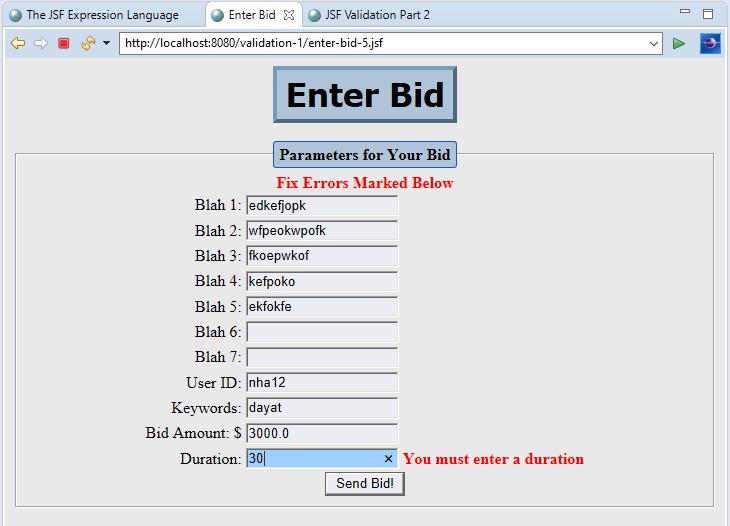 The JSF Expression Language Enter Bid JSF Validation Part 2
http://localhost:8080/validation-1/enter-bid-5.jsf
Enter Bid
Parameters for Your Bid
Fix Errors Marked Below
Blah 1: edkefjopk
Blah 2: wfpeokwpofk
Blah 3: fkoepwkof
Blah 4: kefpoko
Blah 5: ekfokfe
Blah 6:
Blah 7:
User ID: nha12
Keywords: dayat
Bid Amount: $ 3000.0
Duration: 30 You must enter a duration
Send Bid!